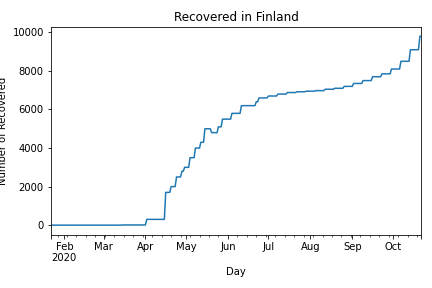 Recovered in Finland
Number of Recovered
10000
8000
6000
4000
2000
0
Feb Mar Apr May Jun Jul Aug Sep Oct
2020
Day